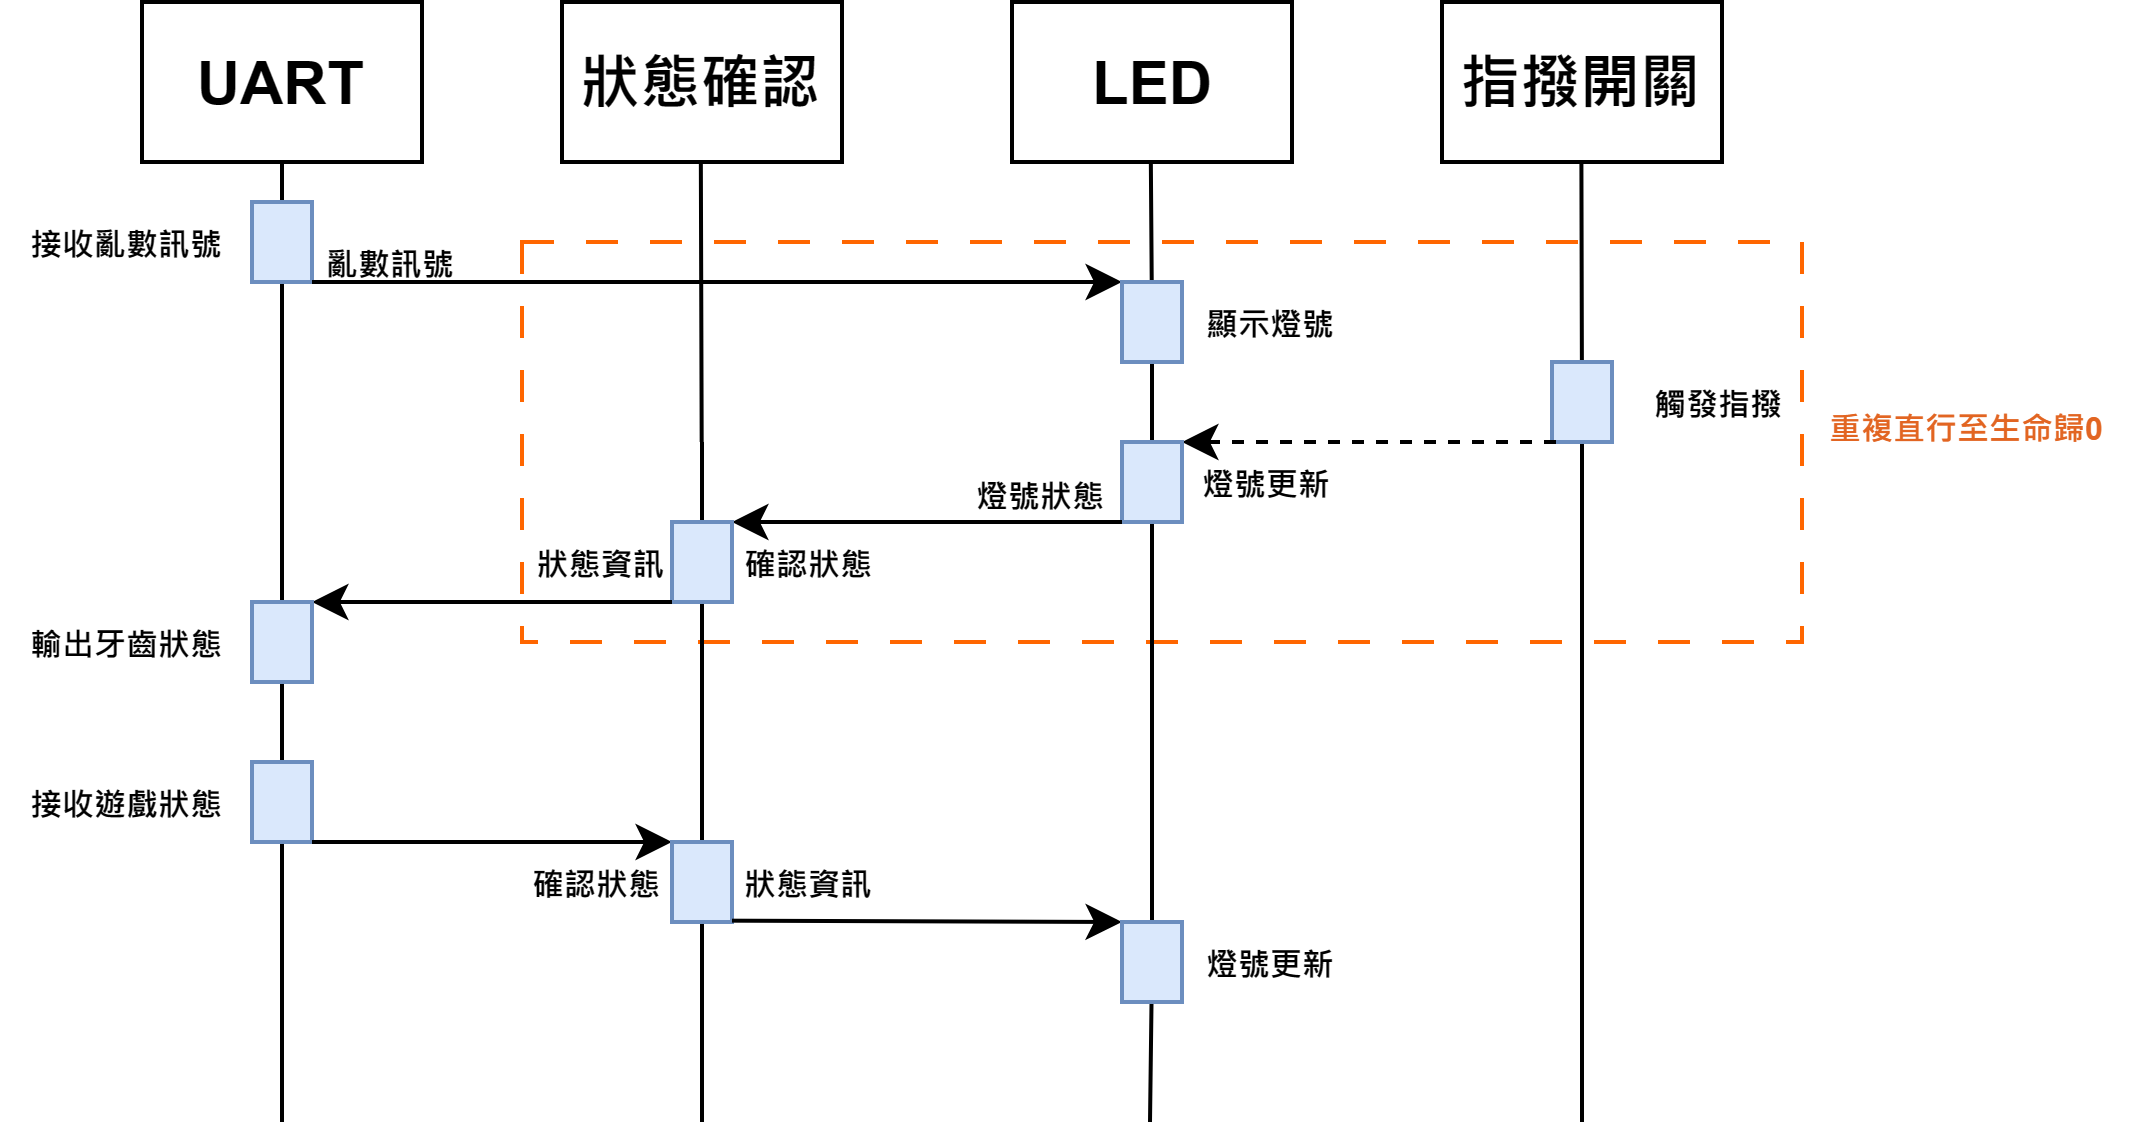 UART
狀態確認
LED
指撥開關
接收亂數訊號
亂數訊號
顯示燈號
觸發指撥
重複直行至生命歸0
燈號更新
燈號狀態
狀態資訊
確認狀態
輸出牙齒狀態
接收遊戲狀態
確認狀態
狀態資訊
燈號更新